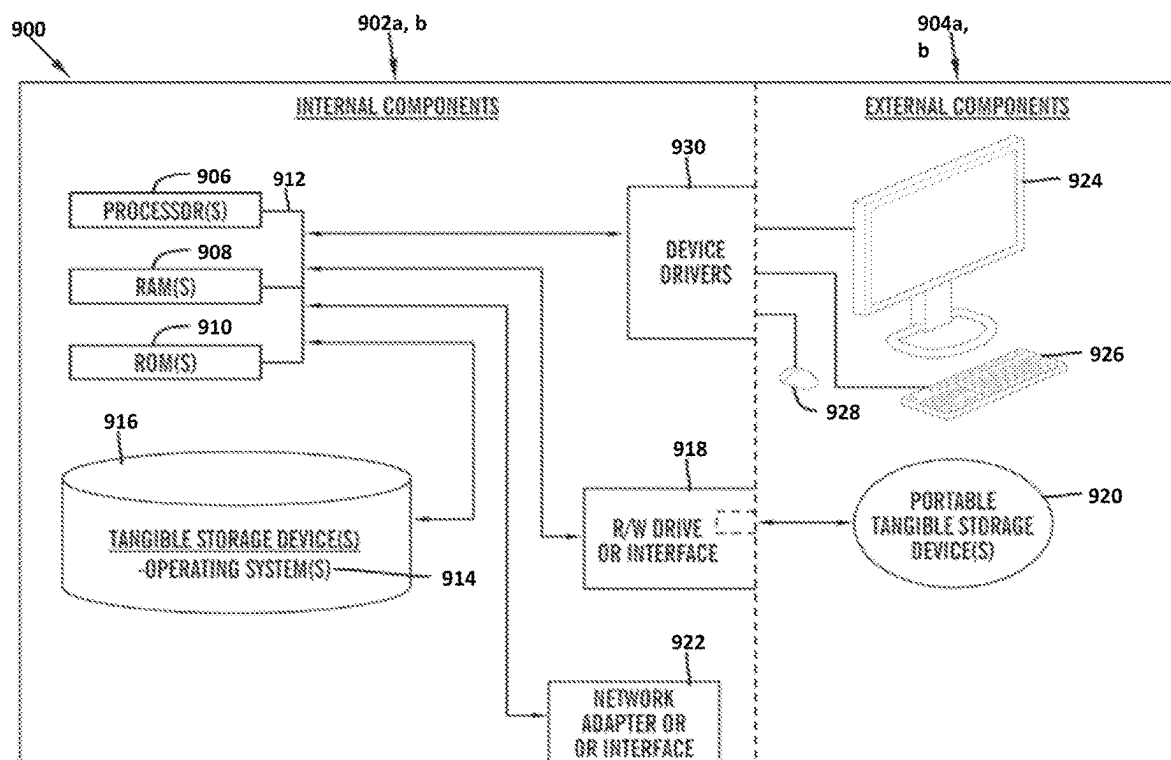 900
902a, b
904a,
b
INTERNAL COMPONENTS
EXTERNAL COMPONENTS
906
912
PROCESSOR(S)
908
RAM(S)
910
ROM(S)
930
DEVICE
DRIVERS
924
926
928
916
TANGIBLE STORAGE DEVICE(S)
-OPERATING SYSTEM(S)
914
918
R/W DRIVE
OR INTERFACE
PORTABLE
TANGIBLE STORAGE
DEVICE(S)
920
922
NETWORK
ADAPTER OR
OR INTERFACE